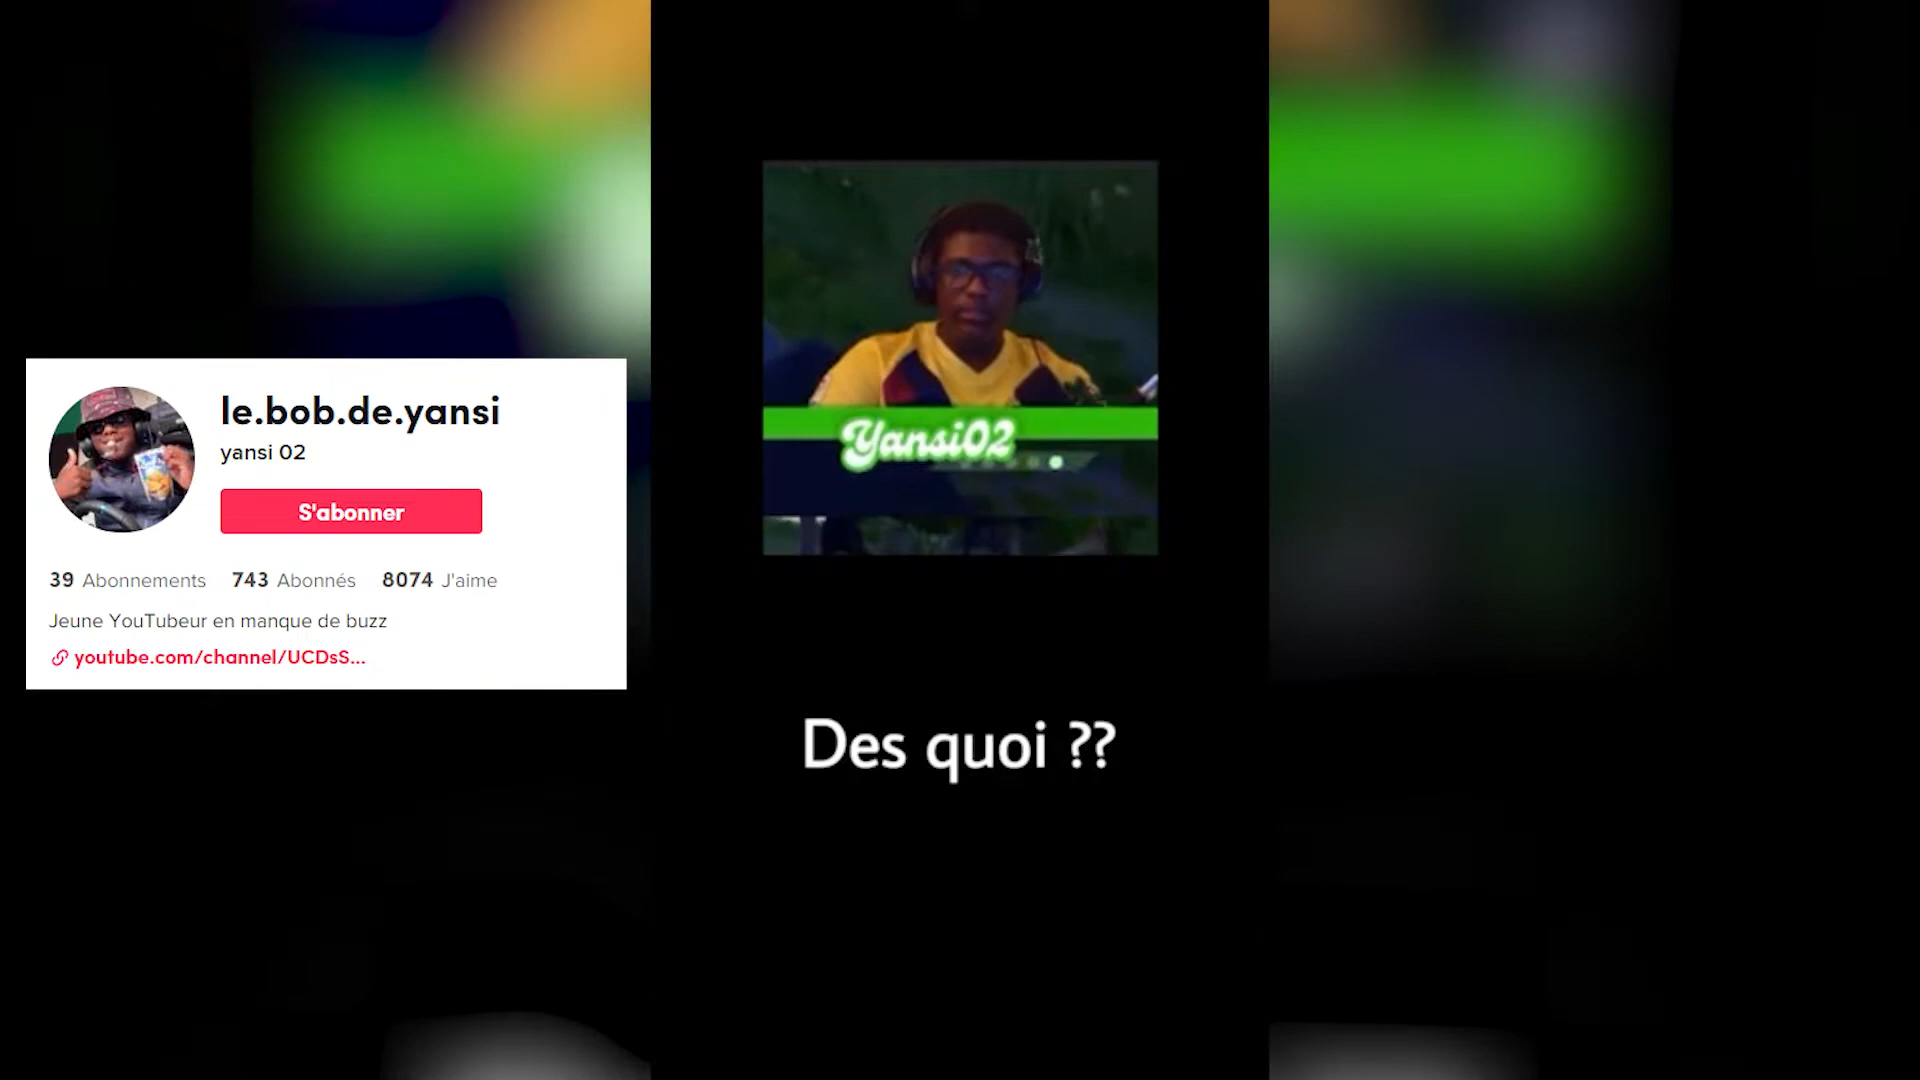 le.bob.de.yansi
yansi 02
S'abonner
39 Abonnements 743 Abonnés 8074 J'aime
Jeune YouTubeur en manque de buzz
youtube.com/channel/UCDsS...
Yansi02
Des quoi ??